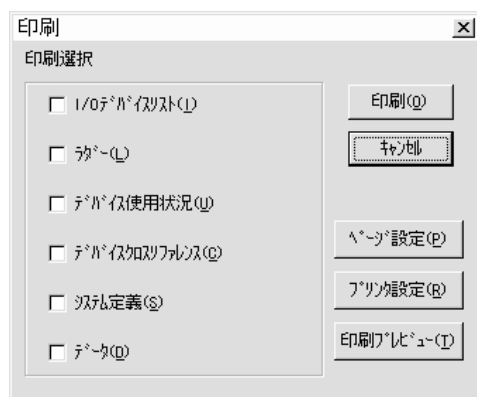 印刷
印刷選択
I/Oﾃﾞﾊﾞｲｽﾘｽﾄ(I)
ﾗﾀﾞｰ(L)
ﾃﾞﾊﾞｲｽ使用状況(U)
ﾃﾞﾊﾞｲｽｸﾛｽﾘﾌｧﾚﾝｽ(C)
ｼｽﾃﾑ定義(S)
ﾃﾞｰﾀ(D)
印刷(O)
ｷｬﾝｾﾙ
ﾍﾟｰｼﾞ設定(P)
ﾌﾟﾘﾝﾀ設定(R)
印刷ﾌﾟﾚﾋﾞｭｰ(T)